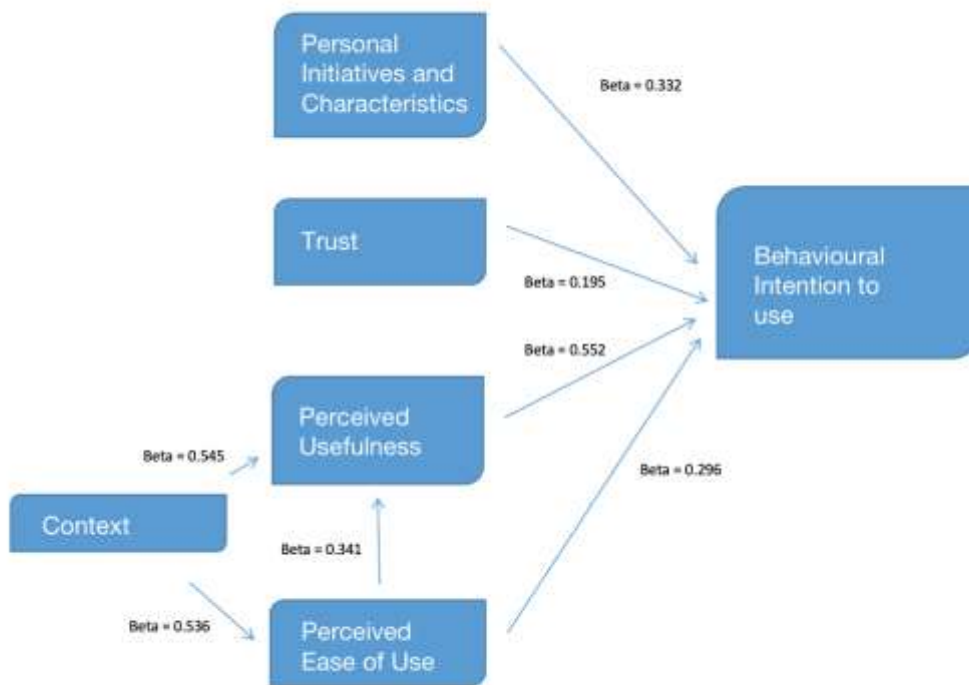 Personal
Initiatives and
Characteristics
Beta = 0.332
Trust
Beta = 0.195
Behavioural
Intention to
use
Beta = 0.552
Perceived
Usefulness
Beta = 0.545
Beta = 0.296
Context
Beta = 0.341
Beta = 0.536
Perceived
Ease of Use